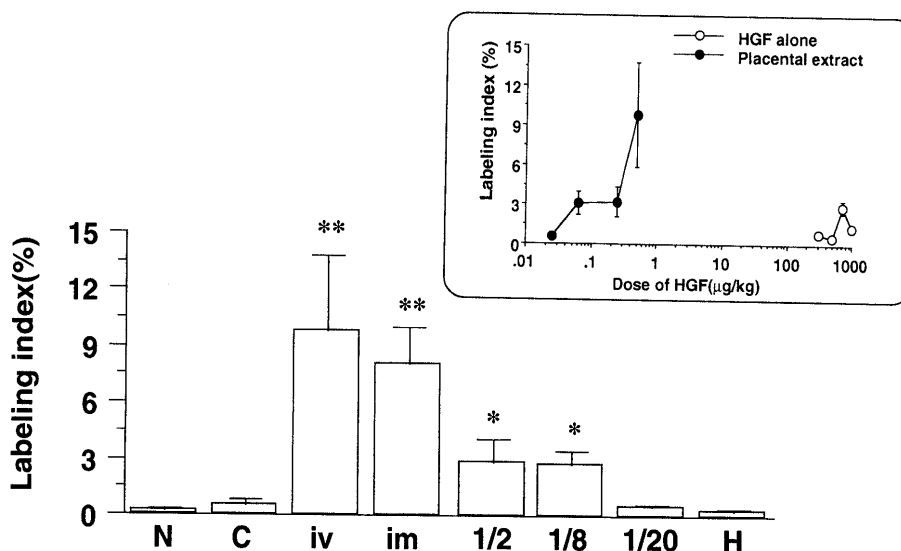 15
12
9
6
3
0
Labeling index (%)
HGF alone
Placental extract
.01 .1 1 10 100 1000
Dose of HGF(μg/kg)
15
12
9
6
3
0
Labeling index(%)
** ** * *
N C iv im 1/2 1/8 1/20 H